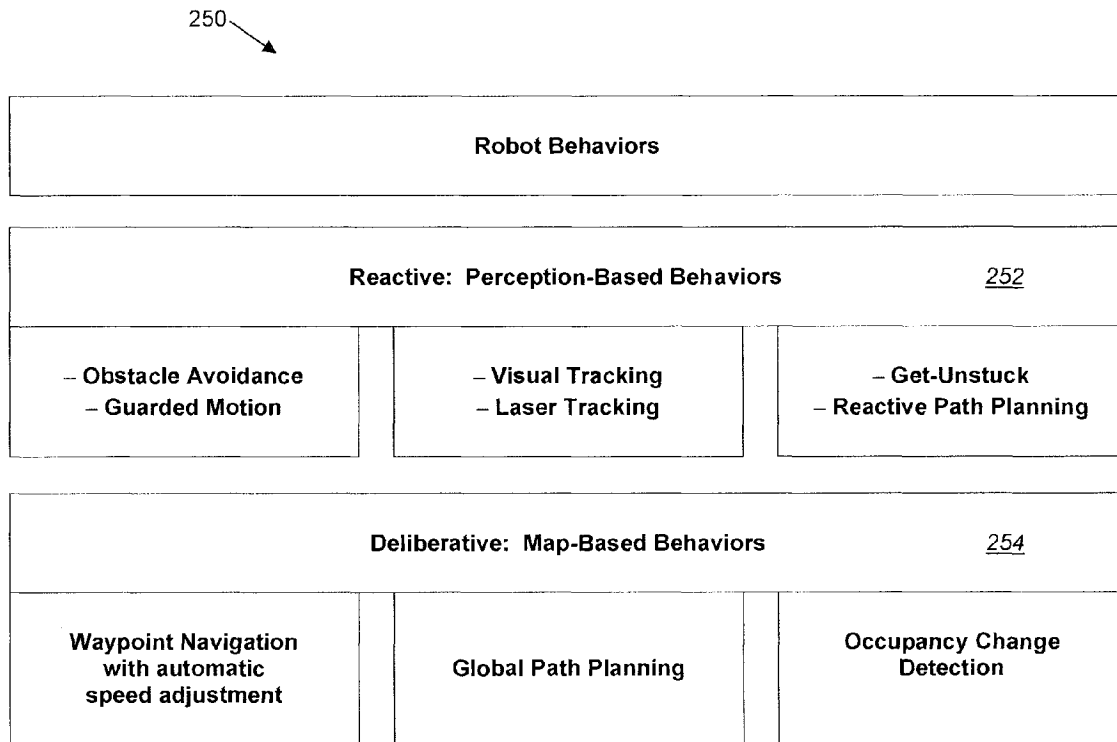 250
Robot Behaviors
Reactive: Perception-Based Behaviors 252
– Obstacle Avoidance
– Guarded Motion
– Visual Tracking
– Laser Tracking
– Get-Unstuck
– Reactive Path Planning
Deliberative: Map-Based Behaviors 254
Waypoint Navigation
with automatic
speed adjustment
Global Path Planning
Occupancy Change
Detection